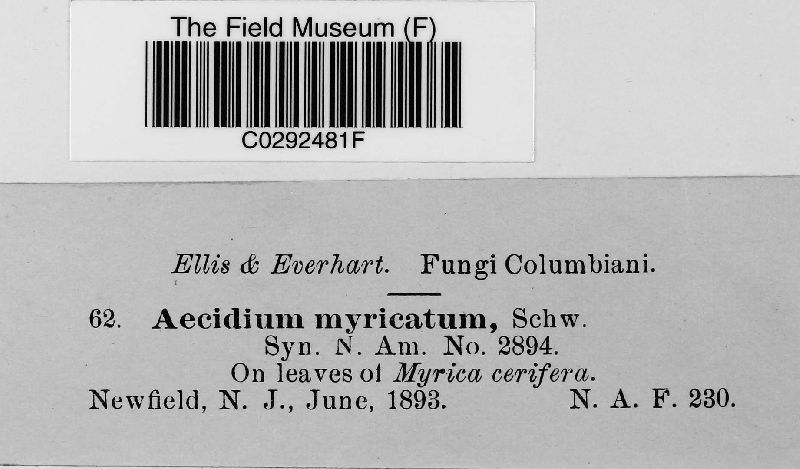 The Field Museum (F)
C0292481F
Ellis & Everhart. Fungi Columbiani.
62. Aecidium myricatum, Schw.
Syn. N. Am. No. 2894.
On leaves of Myrica cerifera.
Newfield, N. J., June, 1893. N. A. F. 230.